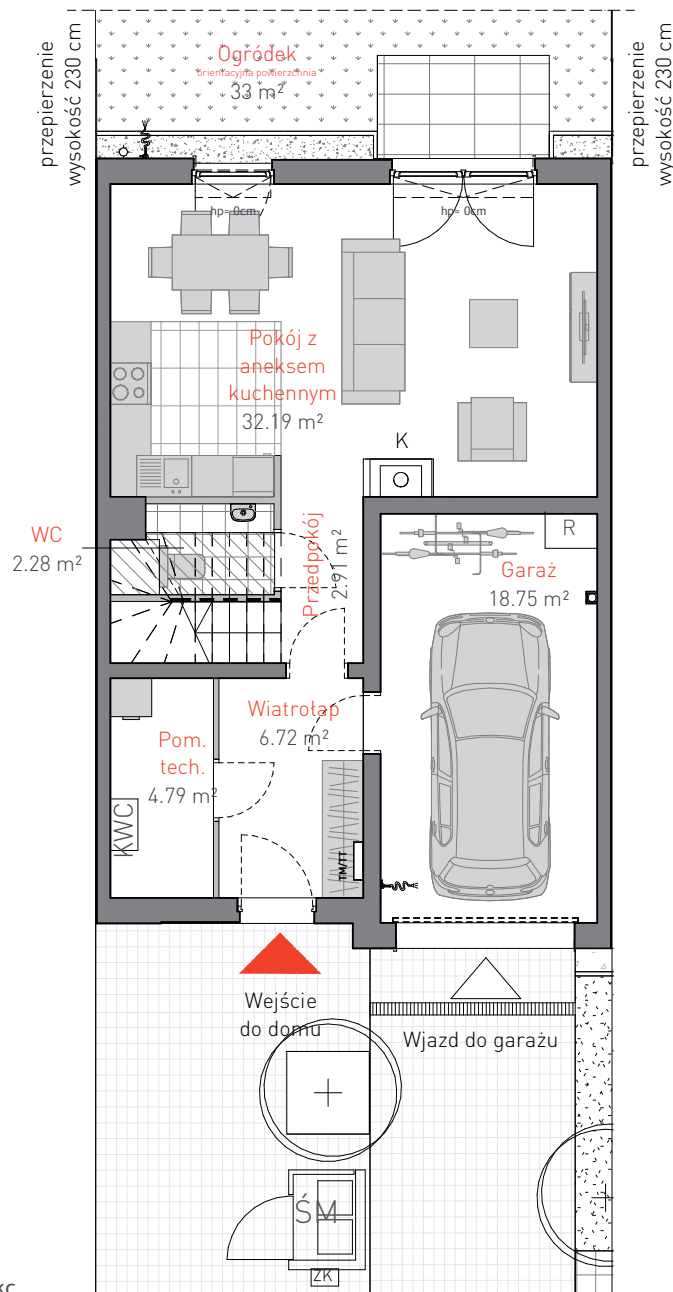 przepierzenie
wysokość 230 cm
Ogródek
orientacyjna powierzchnia
33 m²
przepierzenie
wysokość 230 cm
hp= 0cm
hp= 0cm
Pokój z
aneksem
kuchennym
32.19 m²
K
WC
2.28 m²
Przedpokój
2.91 m²
R
Garaż
18.75 m²
Wiatrołap
6.72 m²
Pom.
tech.
4.79 m²
KWC
TM/TT
Wejście
do domu
Wjazd do garażu
ŚM
ZK